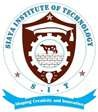 SIAYA INSTITUTE OF TECHNOLOGY
S.I.T
Shaping Creativity and Innovation